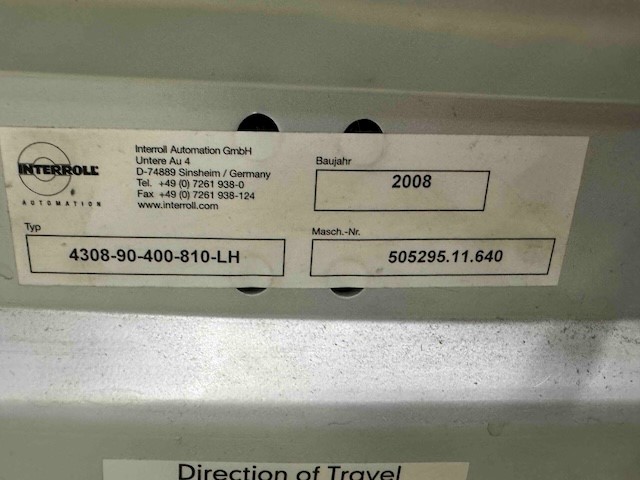 INTERROLL
AUTOMATION
Interroll Automation GmbH
Untere Au 4
D-74889 Sinsheim / Germany
Tel. +49 (0) 7261 938-0
Fax +49 (0) 7261 938-124
www.interroll.com
Baujahr
2008
Typ
4308-90-400-810-LH
Masch.-Nr.
505295.11.640
Direction of Travel